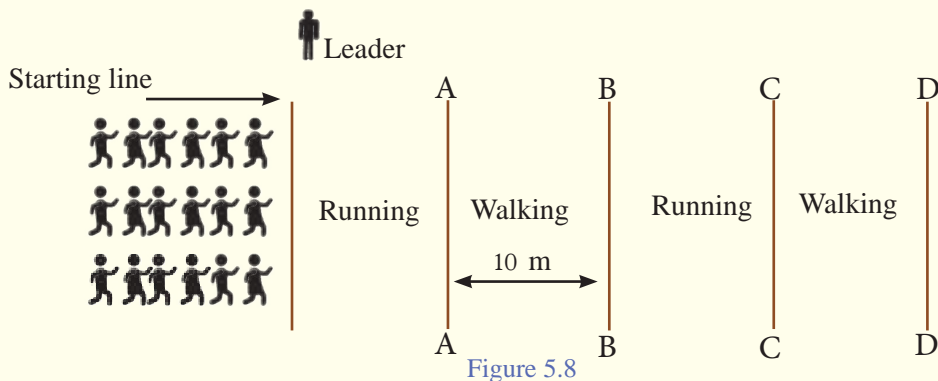 Leader
Starting line
A B C D
Running Walking Running Walking
10 m
A B C D
Figure 5.8